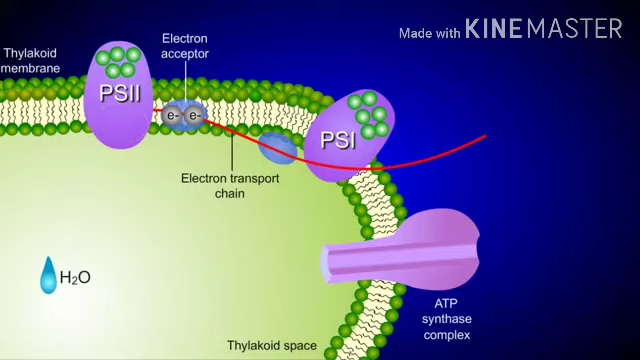 Made with KINEMASTER
Thylakoid
membrane
Electron
acceptor
PSII
e- e-
PSI
Electron transport
chain
H₂O
ATP
synthase
complex
Thylakoid space